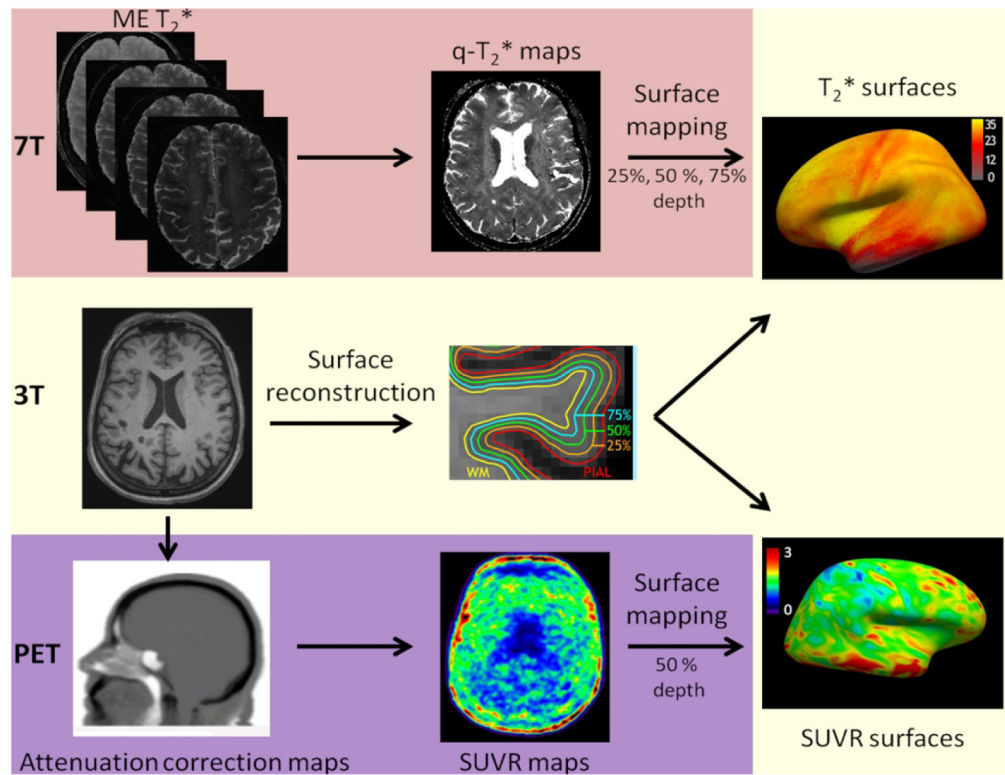 ME T₂*
q-T₂* maps
Surface
mapping
25%, 50 %, 75%
depth
T₂* surfaces
35
24
12
0
7T
3T
Surface
reconstruction
75%
50%
25%
WM
PIAL
PET
Attenuation correction maps
SUVR maps
Surface
mapping
50 %
depth
3
0
SUVR surfaces